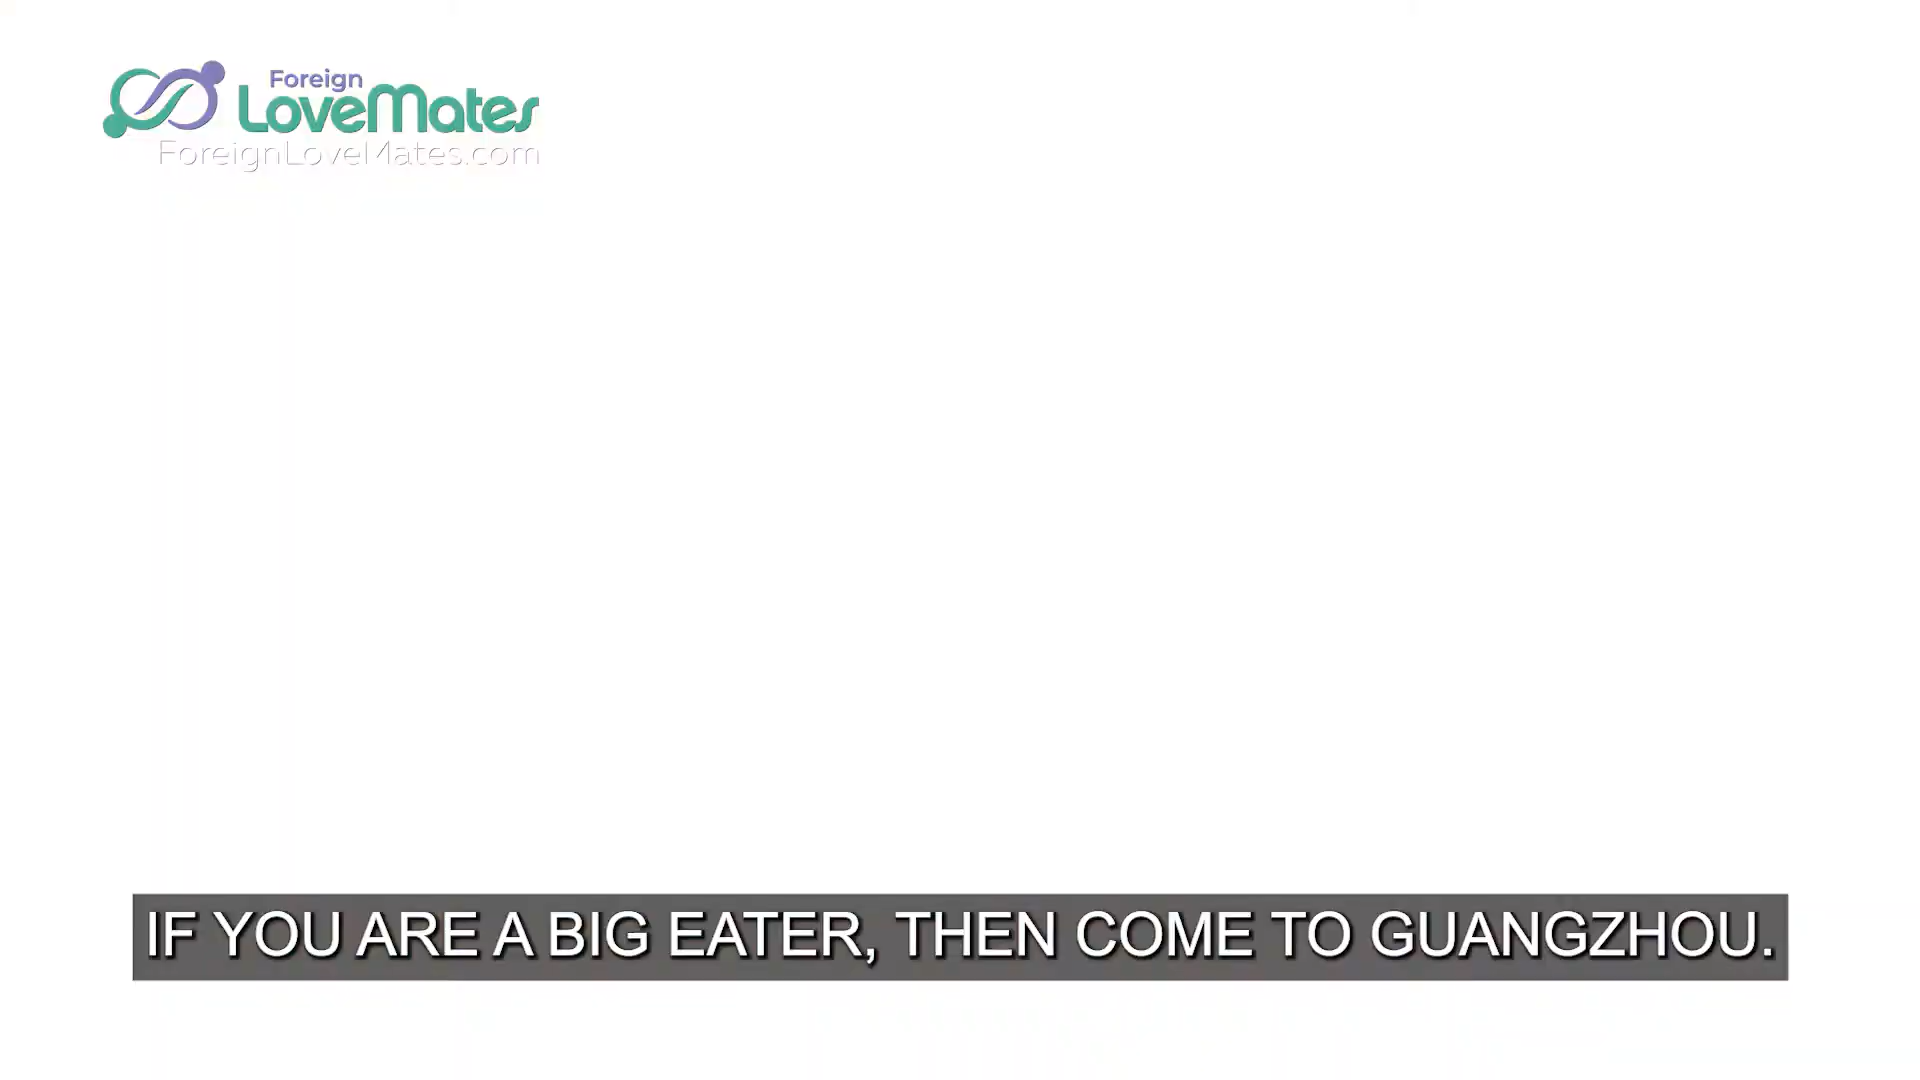 Foreign
LoveMates
ForeignLoveMates.com
IF YOU ARE A BIG EATER, THEN COME TO GUANGZHOU.